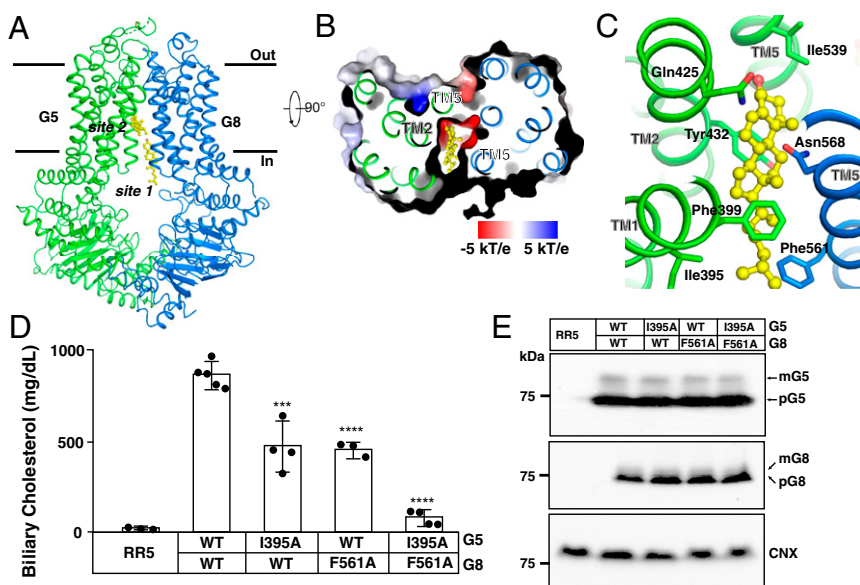 A
Out
G5
G8
site 2
In
site 1
90°
B
TM5
TM2
TM5
-5 kT/e
5 kT/e
C
TM5
Ile539
Gln425
TM2
Tyr432
Asn568
TM5
Phe399
TM1
Phe561
Ile395
D
Biliary Cholesterol (mg/dL)
1000
500
0
***
****
****
RR5 WT I395A WT I395A G5
WT WT F561A F561A G8
E
RR5 WT I395A WT I395A G5
WT WT F561A F561A G8
kDa
mG5
75
pG5
mG8
75
pG8
CNX
75